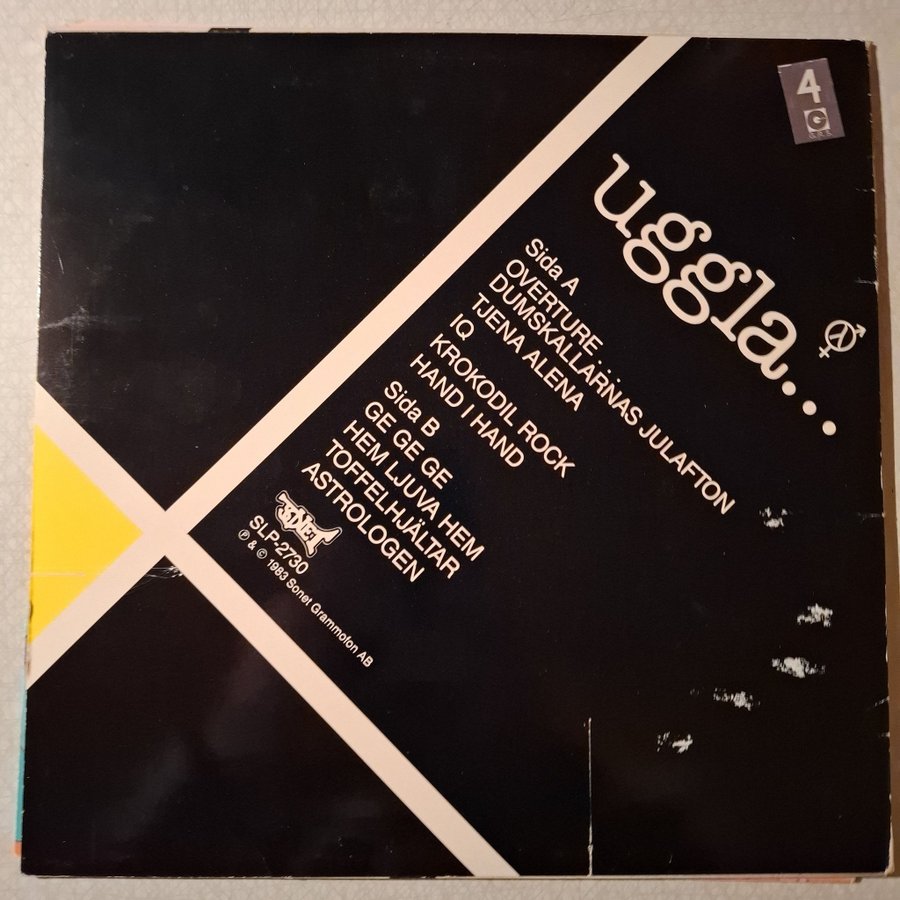 4
uggla...
Sida A
OVERTURE
DUMSKALLARNAS JULAFTON
TJENA ALENA
IQ
KROKODIL ROCK
HAND I HAND
Sida B
GE GE GE
HEM LJUVA HEM
TOFFELHJÄLTAR
ASTROLOGEN
SONET
SLP-2730
℗ & © 1983 Sonet Grammofon AB